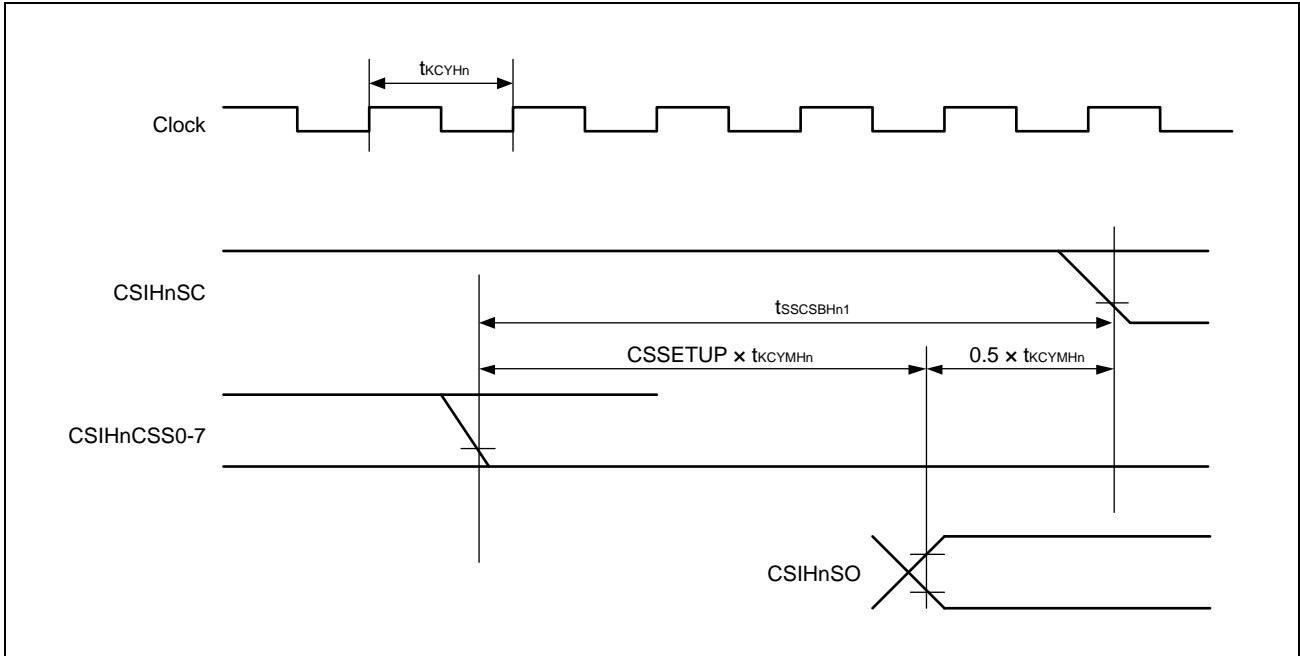 tKCYHn
Clock
CSIHnSC
tSSCSBHn1
CSSETUP × tKCYMHn
0.5 × tKCYMHn
CSIHnCSS0-7
CSIHnSO